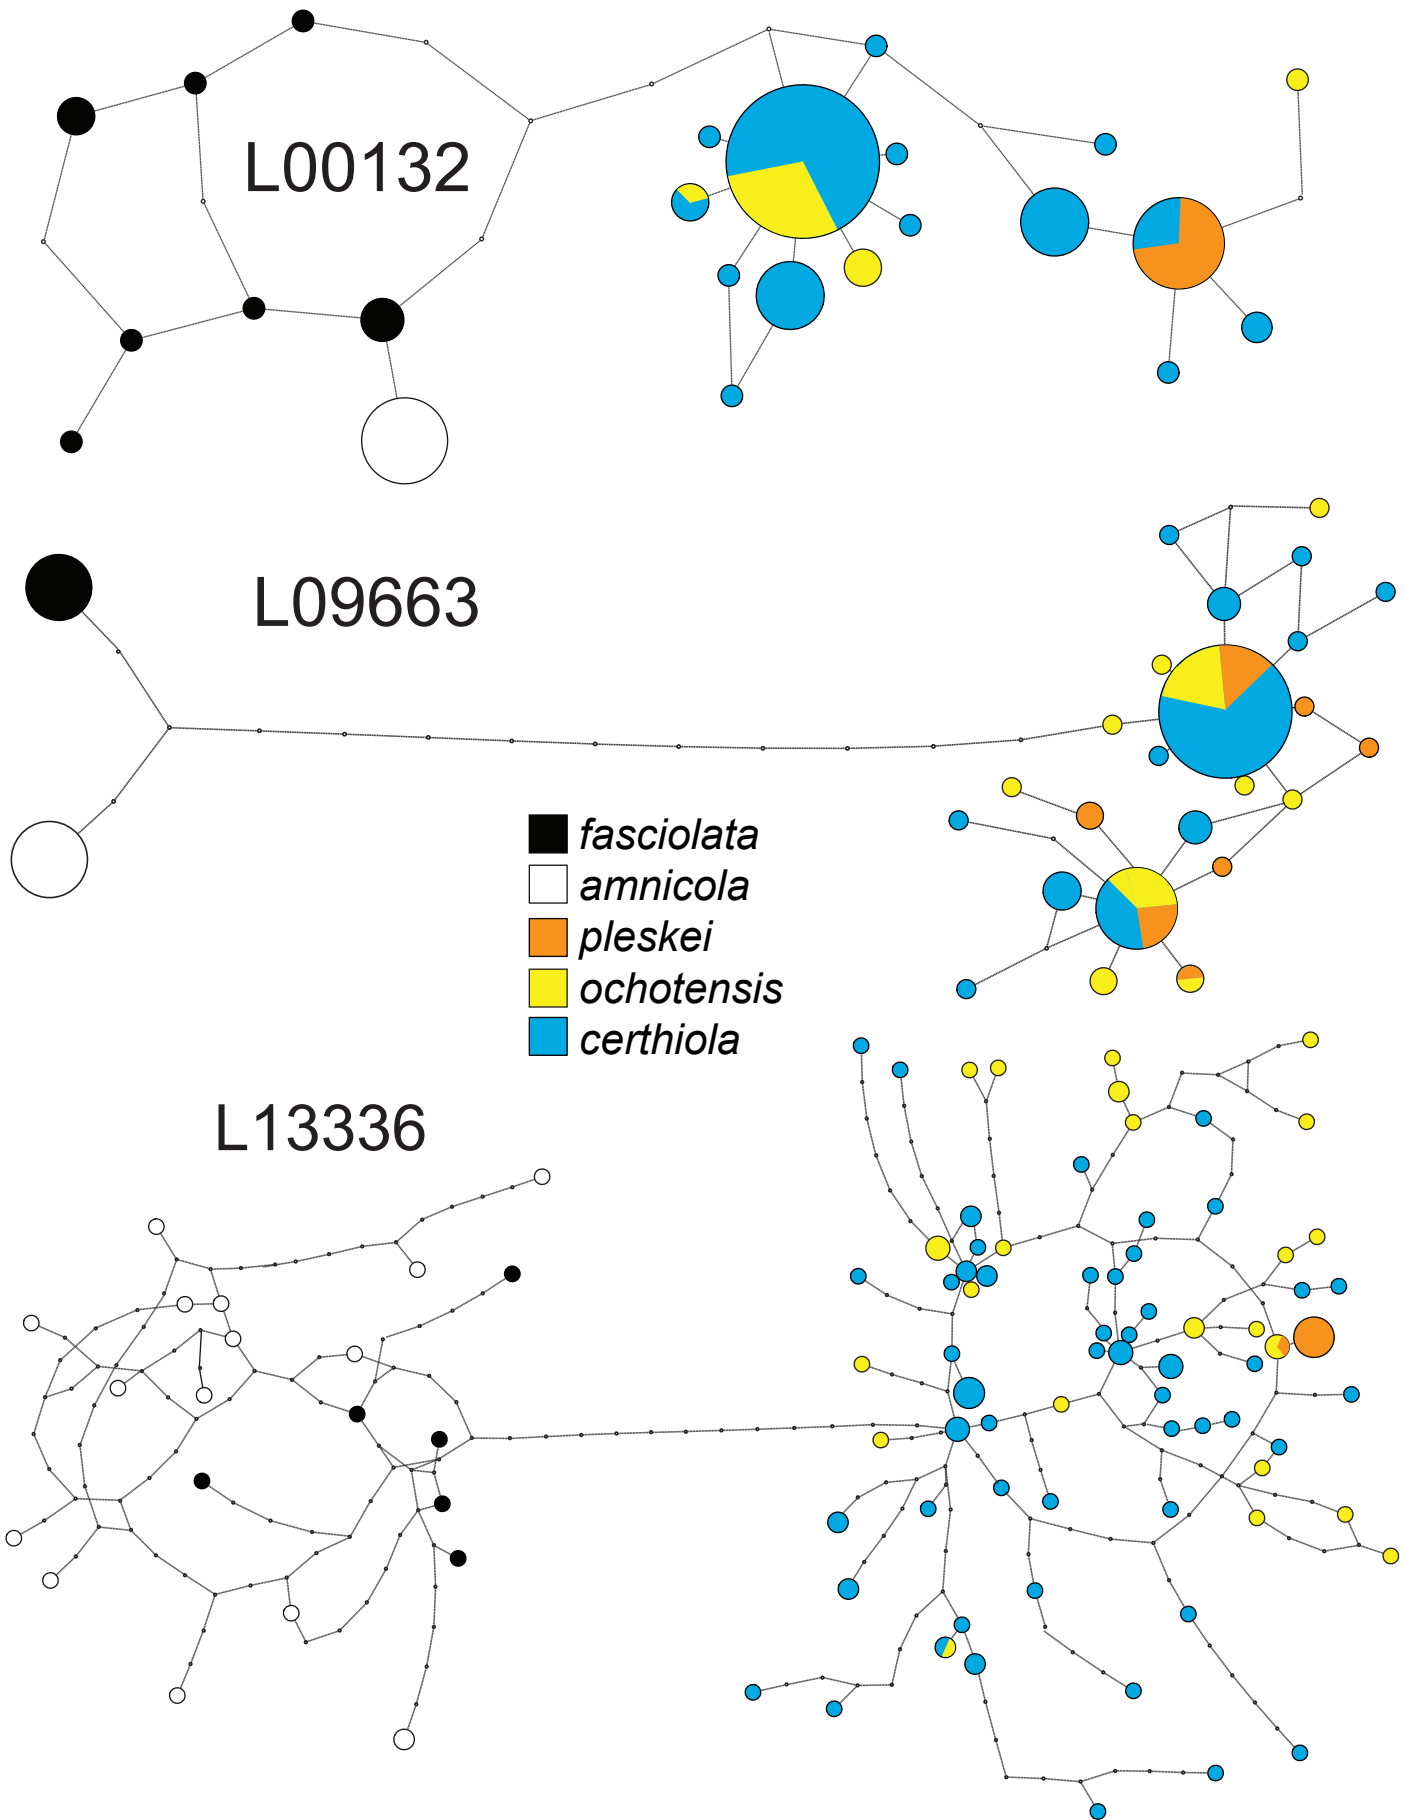 L00132
L09663
fasciolata
amnicola
pleskei
ochotensis
certhiola
L13336